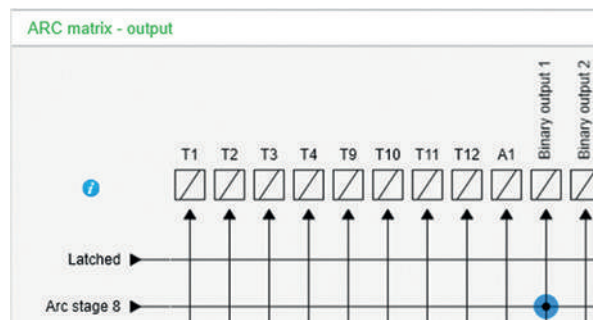 ARC matrix - output
T1 T2 T3 T4 T9 T10 T11 T12 A1 Binary output 1 Binary output 2
i
Latched
Arc stage 8